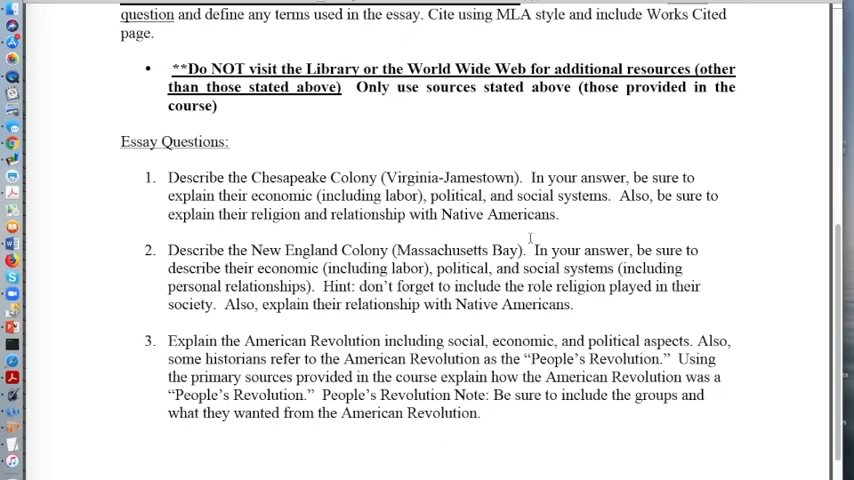 question and define any terms used in the essay. Cite using MLA style and include Works Cited
page.
• **Do NOT visit the Library or the World Wide Web for additional resources (other
than those stated above) Only use sources stated above (those provided in the
course)
Essay Questions:
1. Describe the Chesapeake Colony (Virginia-Jamestown). In your answer, be sure to
explain their economic (including labor), political, and social systems. Also, be sure to
explain their religion and relationship with Native Americans.
2. Describe the New England Colony (Massachusetts Bay). In your answer, be sure to
describe their economic (including labor), political, and social systems (including
personal relationships). Hint: don’t forget to include the role religion played in their
society. Also, explain their relationship with Native Americans.
3. Explain the American Revolution including social, economic, and political aspects. Also,
some historians refer to the American Revolution as the “People’s Revolution.” Using
the primary sources provided in the course explain how the American Revolution was a
“People’s Revolution.” People’s Revolution Note: Be sure to include the groups and
what they wanted from the American Revolution.